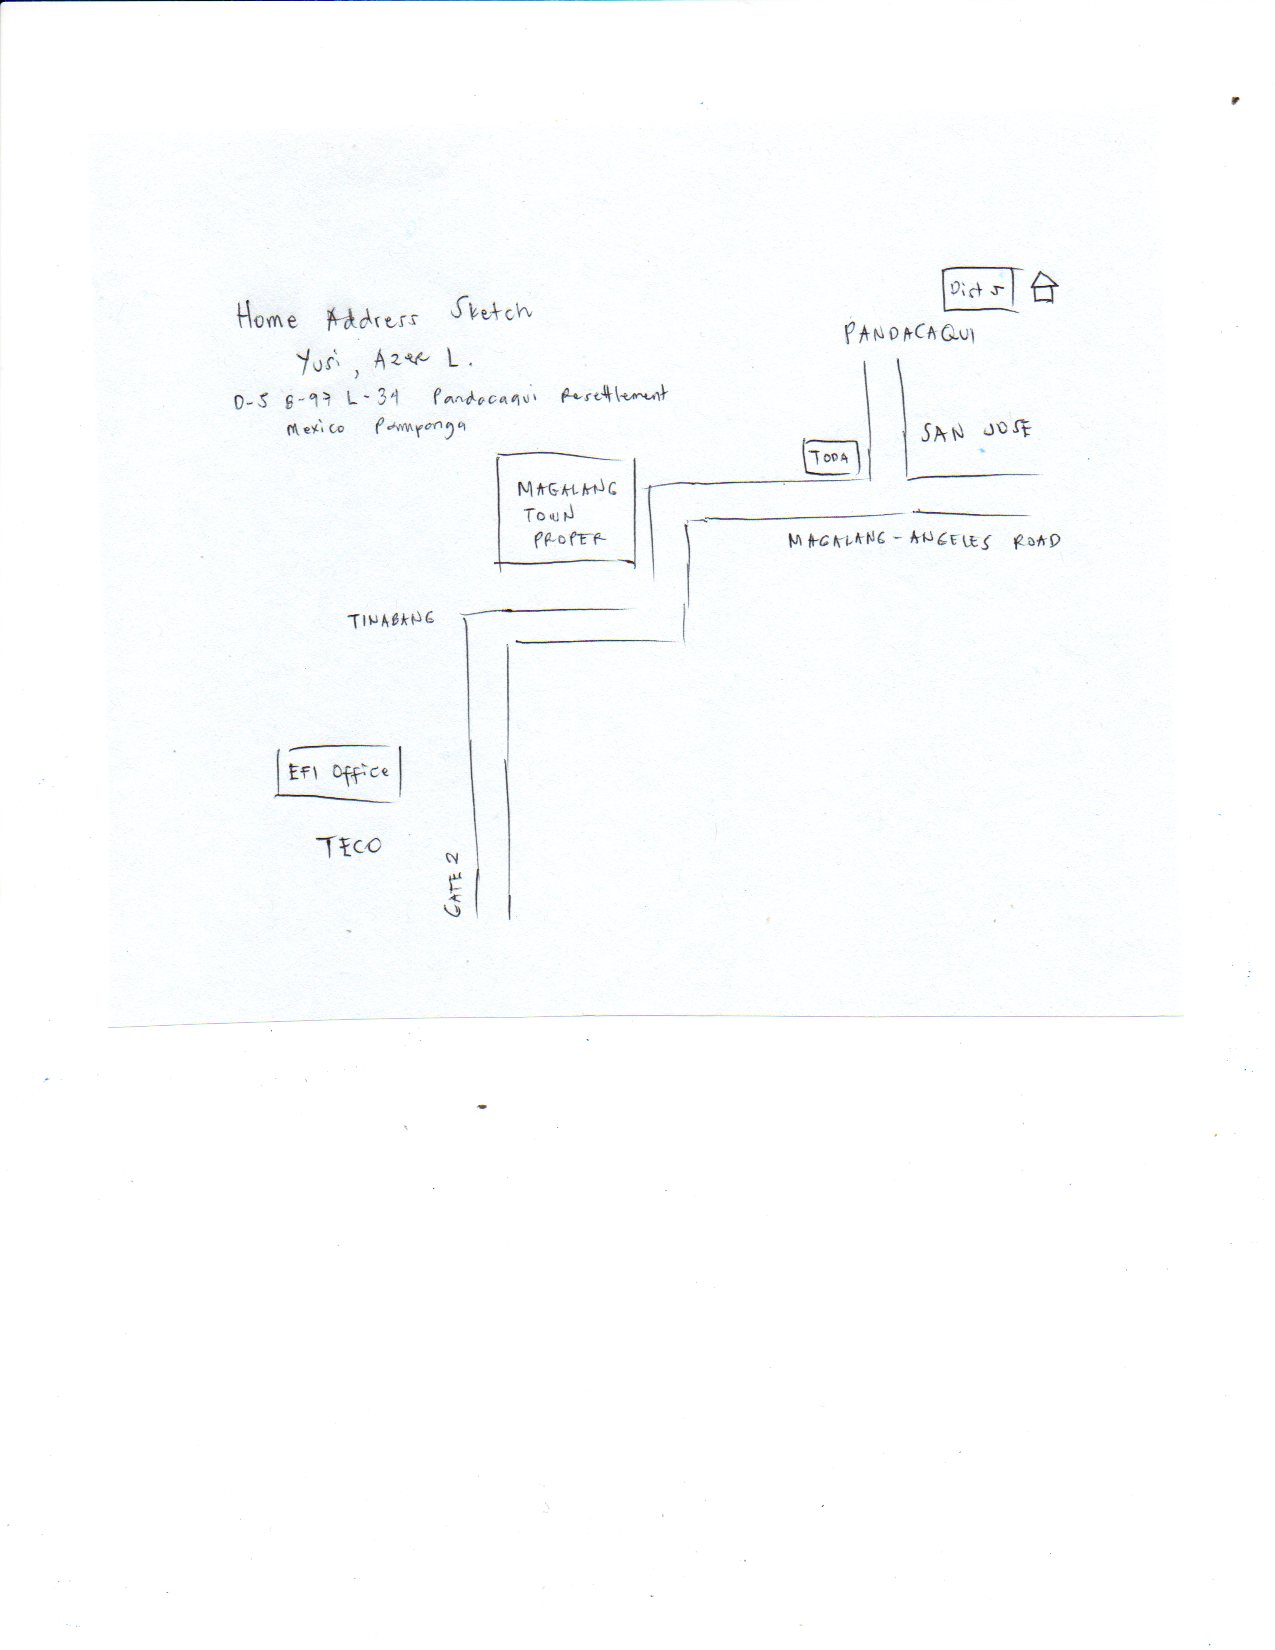 Home Address Sketch
Yusi, Azer L.
D-5 B-97 L-34 Pandacaqui Resettlement
Mexico Pampanga
Dist 5
PANDACAQUI
SAN JOSE
TODA
MAGALANG
TOWN
PROPER
MAGALANG - ANGELES ROAD
TINABANG
EFI Office
TECO
GATE 2